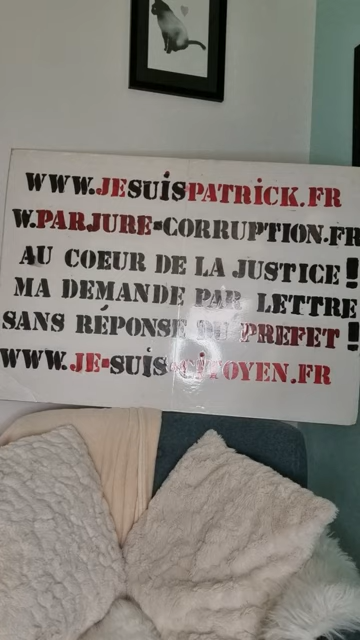 WWW.JESUISPATRICK.FR
W.PARJURE-CORRUPTION.FR
AU COEUR DE LA JUSTICE!
MA DEMANDE PAR LETTRE
SANS RÉPONSE DU PREFET!
WWW.JE-SUIS-CITOYEN.FR